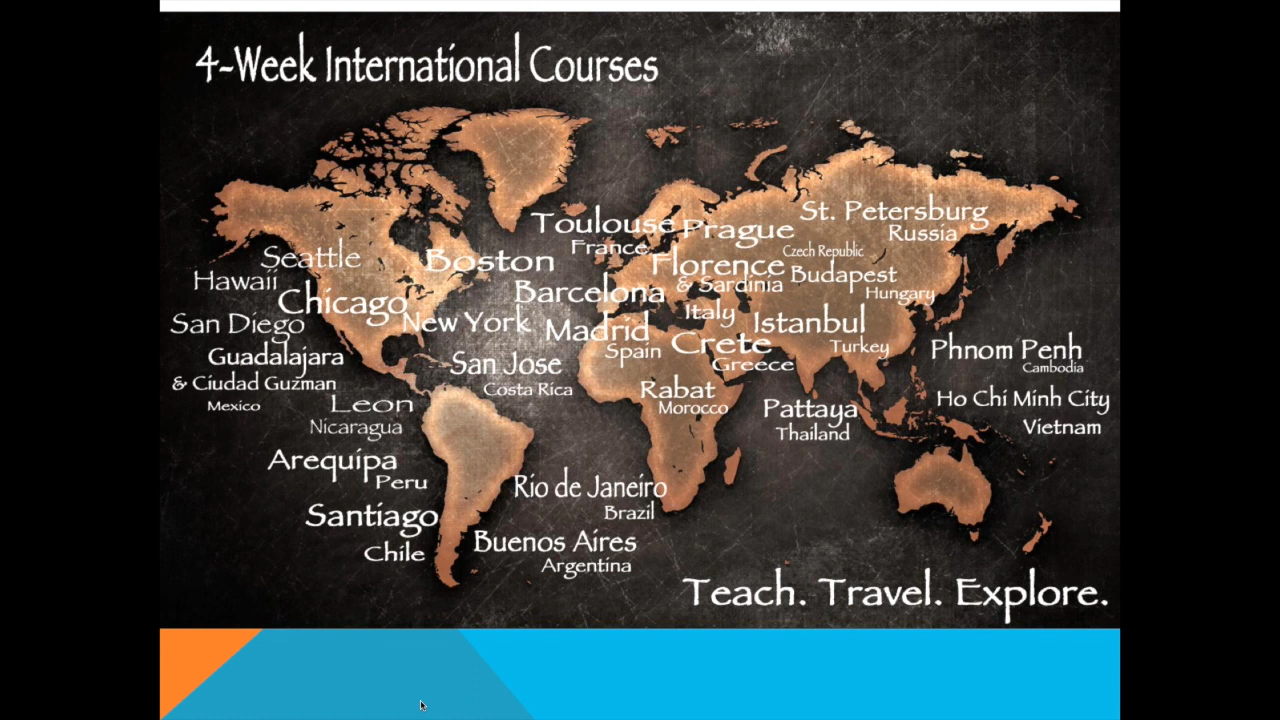 4-Week International Courses
Seattle
Hawaii
Chicago
San Diego
Guadalajara
& Ciudad Guzman
Mexico
Boston
New York
San Jose
Costa Rica
Leon
Nicaragua
Arequipa
Peru
Santiago
Chile
Rio de Janeiro
Brazil
Buenos Aires
Argentina
Toulouse
France
Prague
Czech Republic
St. Petersburg
Russia
Florence
& Sardinia
Italy
Budapest
Hungary
Barcelona
Madrid
Spain
Istanbul
Turkey
Crete
Greece
Rabat
Morocco
Pattaya
Thailand
Phnom Penh
Cambodia
Ho Chi Minh City
Vietnam
Teach. Travel. Explore.